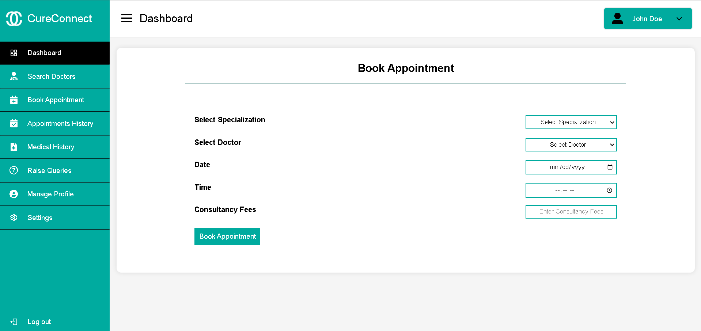 CureConnect
Dashboard
John Doe
Dashboard
Search Doctors
Book Appointment
Appointments History
Medical History
Raise Queries
Manage Profile
Settings
Log out
Book Appointment
Select Specialization
Select Specialization
Select Doctor
Select Doctor
Date
mm/dd/yyyy
Time
--:-- --
Consultancy Fees
Enter Consultancy Fees
Book Appointment